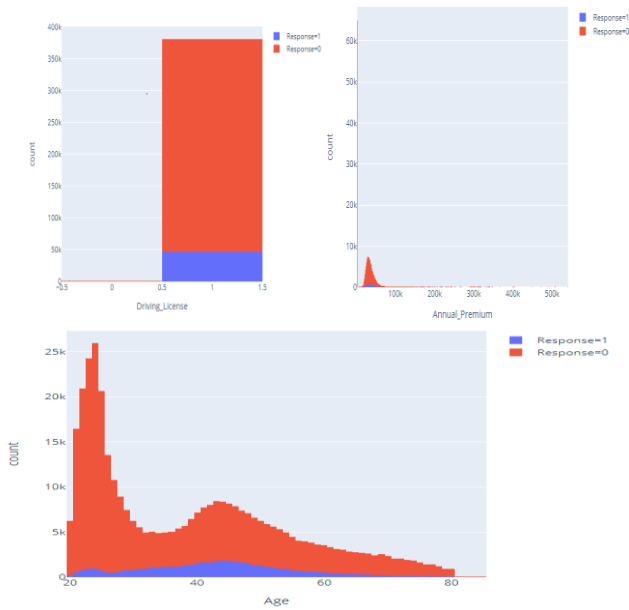 400k
350k
300k
250k
200k
150k
100k
50k
0
−0.5
0
0.5
1
1.5
count
Driving_License
Response=1
Response=0
60k
50k
40k
30k
20k
10k
0
100k
200k
300k
400k
500k
count
Annual_Premium
Response=1
Response=0
25k
20k
15k
10k
5k
0
20
40
60
80
count
Age
Response=1
Response=0